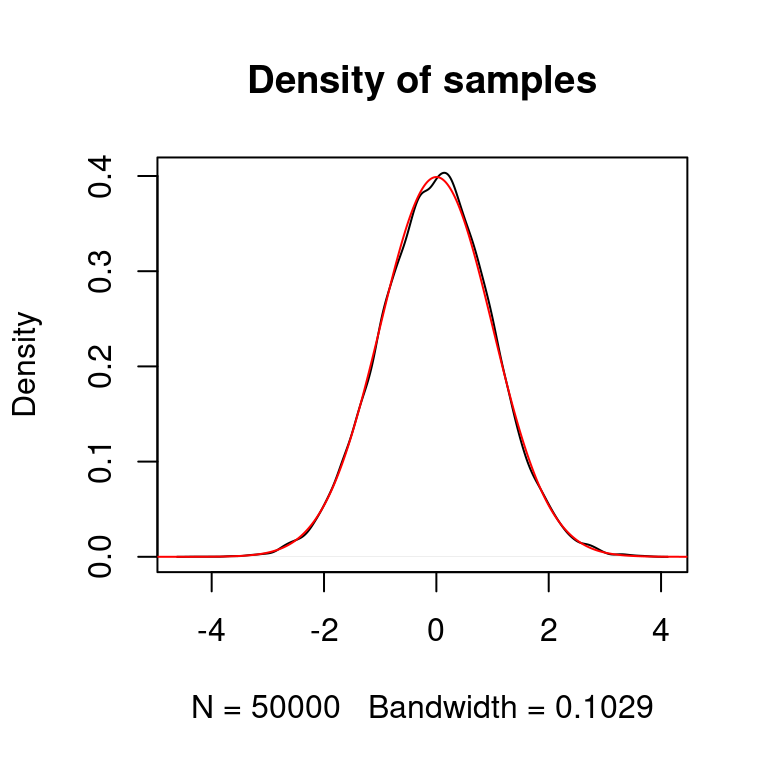 Density of samples
Density
0.4
0.3
0.2
0.1
0.0
-4 -2 0 2 4
N = 50000 Bandwidth = 0.1029